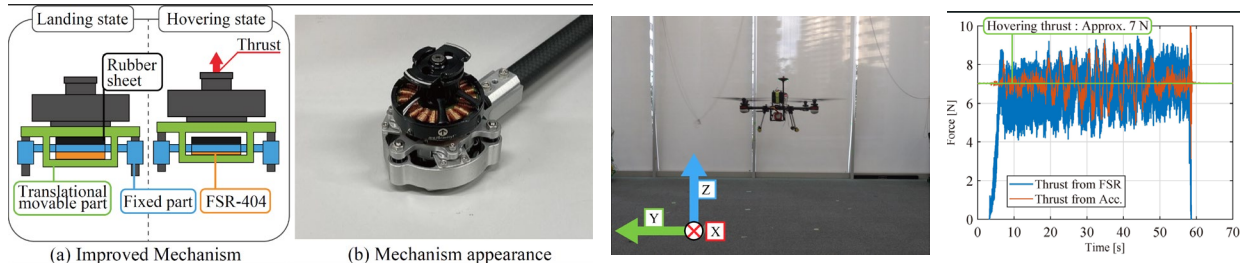 Landing state
Hovering state
Thrust
Rubber
sheet
Translational
movable part
Fixed part
FSR-404
(a) Improved Mechanism
(b) Mechanism appearance
Z
Y
X
Hovering thrust : Approx. 7 N
10
8
6
4
2
0
Force [N]
Thrust from FSR
Thrust from Acc.
0 10 20 30 40 50 60 70
Time [s]